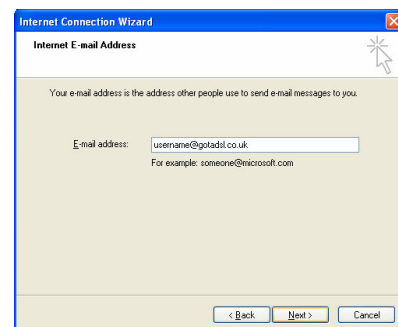 Internet Connection Wizard
Internet E-mail Address
Your e-mail address is the address other people use to send e-mail messages to you.
E-mail address: username@gotadsl.co.uk
For example: someone@microsoft.com
< Back Next > Cancel